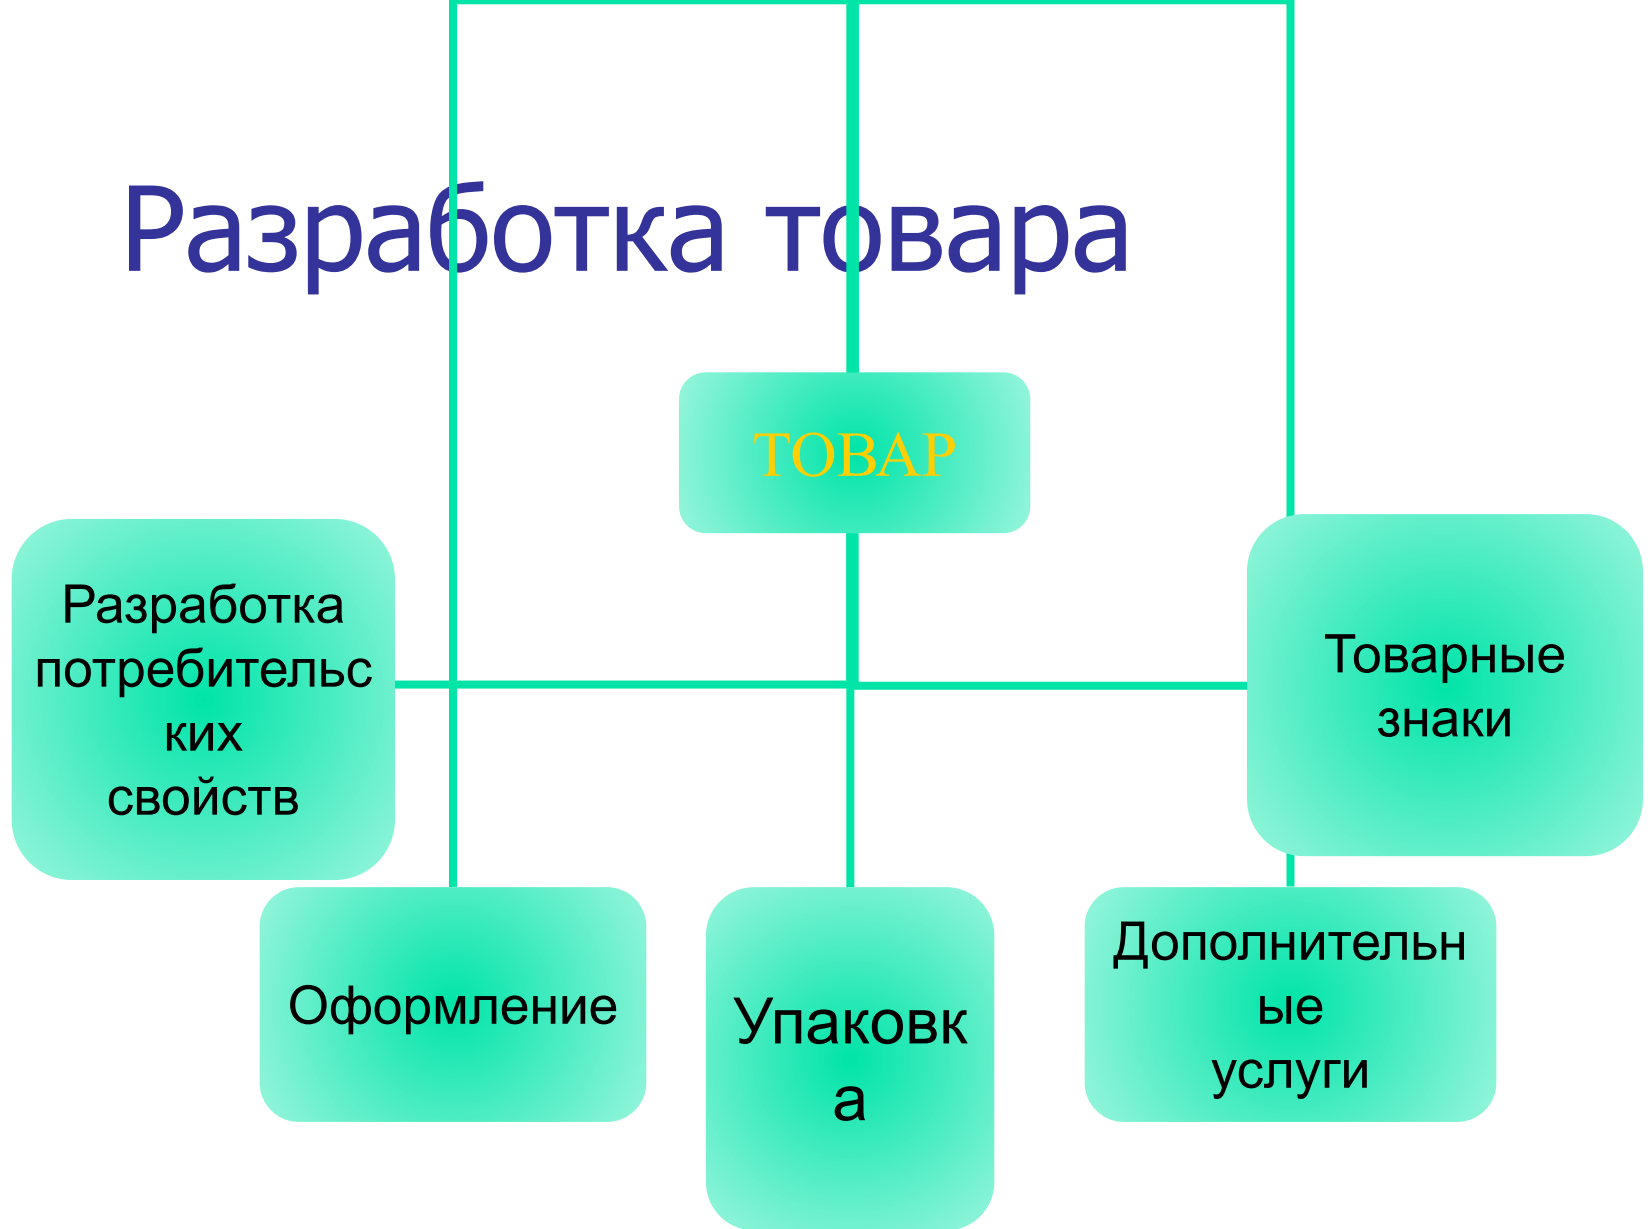 Разработка товара
ТОВАР
Разработка
потребительс
ких
свойств
Товарные
знаки
Оформление
Упаковк
а
Дополнительн
ые
услуги